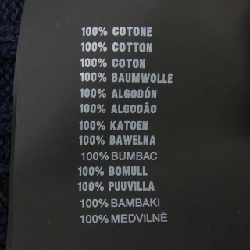 100% COTONE
100% COTTON
100% COTON
100% BAUMWOLLE
100% ALGODÓN
100% ALGODÃO
100% KATOEN
100% BAWEŁNA
100% BUMBAC
100% BOMULL
100% PUUVILLA
100% BAMBAKI
100% MEDVILNĖ